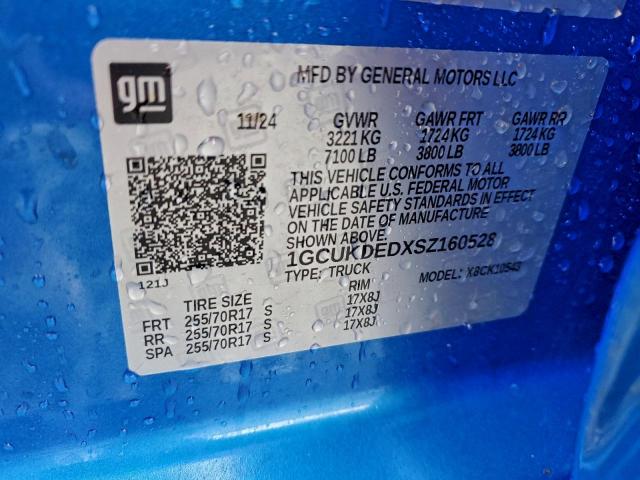 gm
MFD BY GENERAL MOTORS LLC
11/24 GVWR GAWR FRT GAWR RR
3221 KG 1724 KG 1724 KG
7100 LB 3800 LB 3800 LB
THIS VEHICLE CONFORMS TO ALL
APPLICABLE U.S. FEDERAL MOTOR
VEHICLE SAFETY STANDARDS IN EFFECT
ON THE DATE OF MANUFACTURE
SHOWN ABOVE.
1GCUKDEDXSZ160528
TYPE: TRUCK MODEL: X8CK10543
121J
TIRE SIZE RIM
FRT 255/70R17 S 17X8J
RR 255/70R17 S 17X8J
SPA 255/70R17 S 17X8J